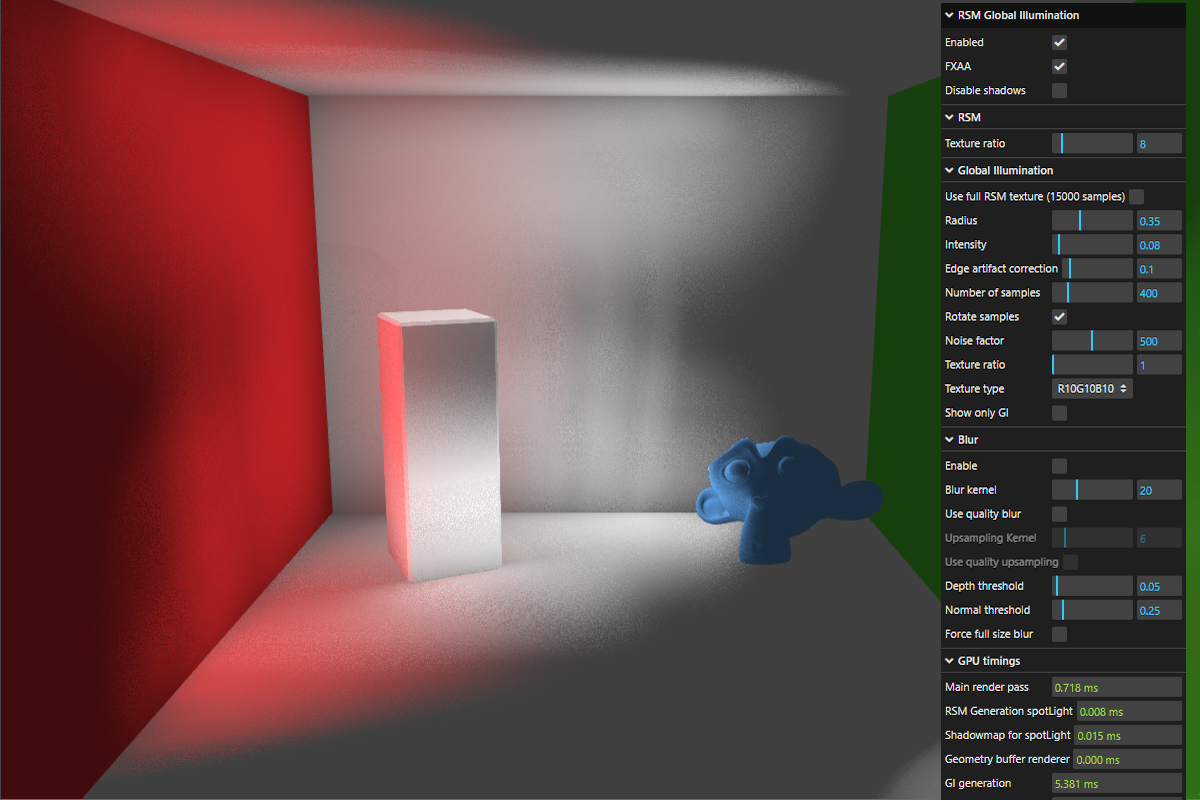 RSM Global Illumination
Enabled
FXAA
Disable shadows
RSM
Texture ratio 8
Global Illumination
Use full RSM texture (15000 samples)
Radius 0.35
Intensity 0.08
Edge artifact correction 0.1
Number of samples 400
Rotate samples
Noise factor 500
Texture ratio 1
Texture type R10G10B10
Show only GI
Blur
Enable
Blur kernel 20
Use quality blur
Upsampling Kernel 6
Use quality upsampling
Depth threshold 0.05
Normal threshold 0.25
Force full size blur
GPU timings
Main render pass 0.718 ms
RSM Generation spotLight 0.008 ms
Shadowmap for spotLight 0.015 ms
Geometry buffer renderer 0.000 ms
GI generation 5.381 ms